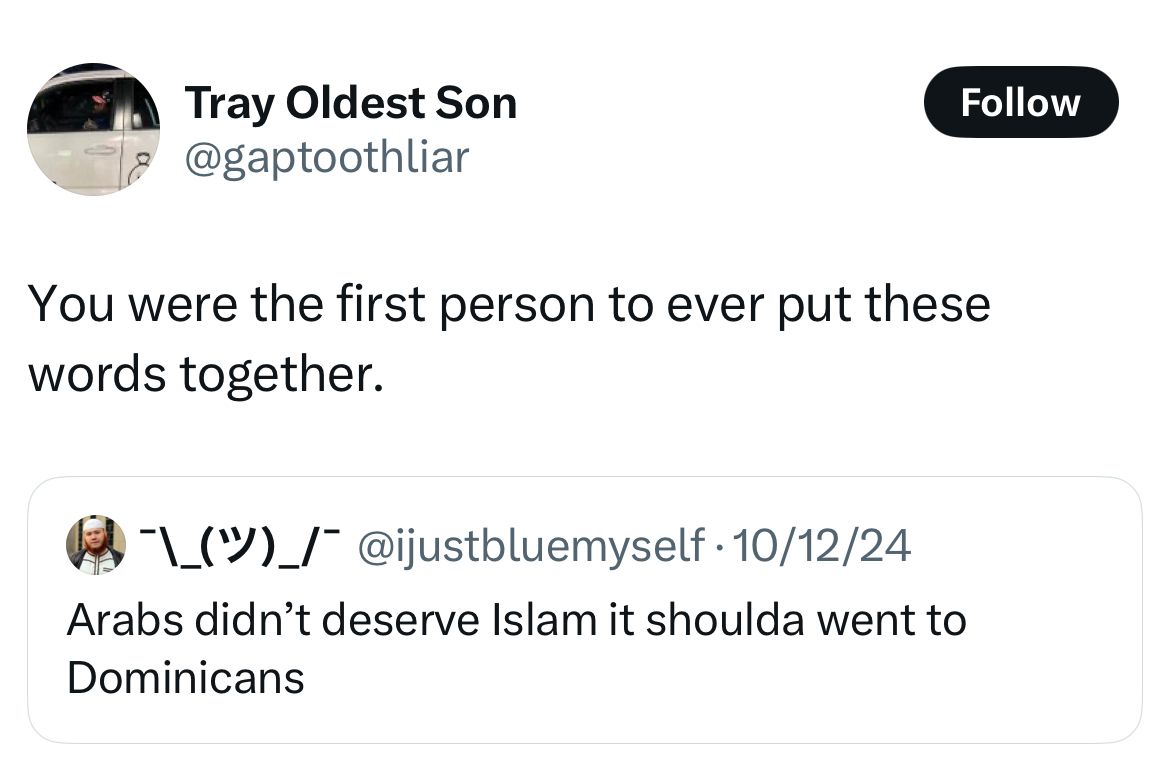 Tray Oldest Son
@gaptoothliar
Follow
You were the first person to ever put these
words together.
¯\_(ツ)_/¯ @ijustbluemyself · 10/12/24
Arabs didn’t deserve Islam it shoulda went to
Dominicans